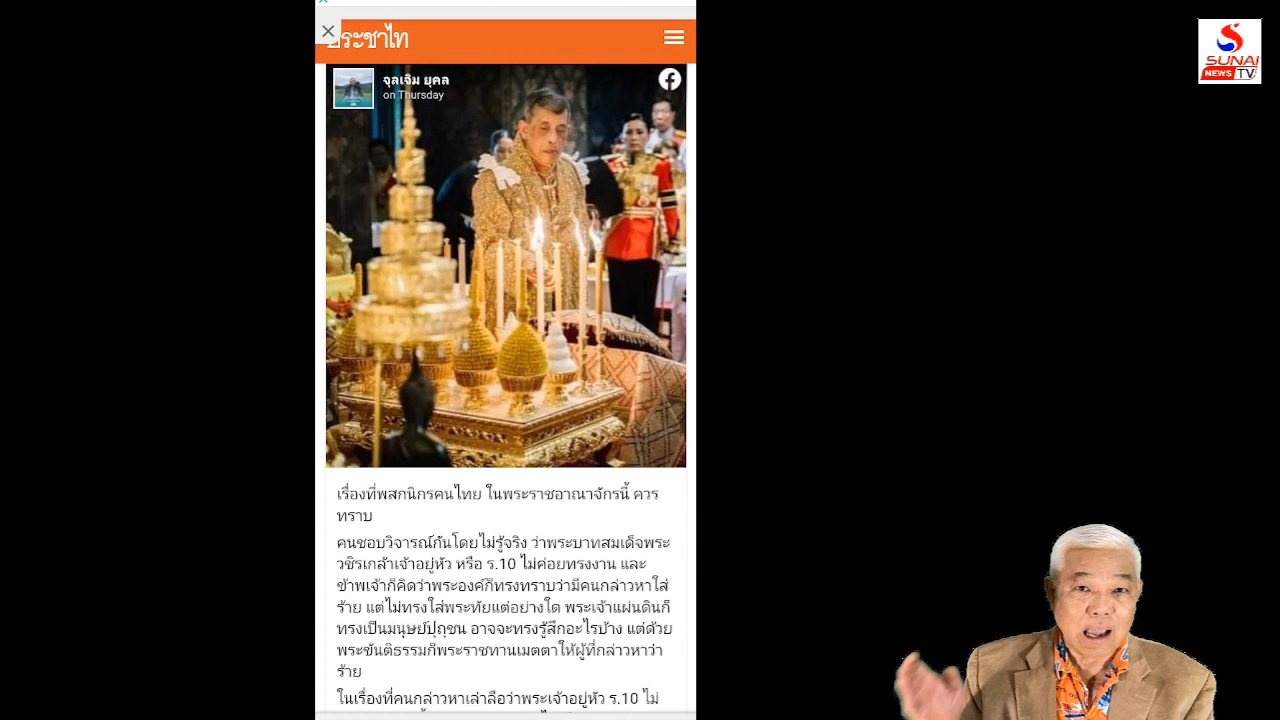 ประชาไท
จุลเจิม ยุคล
on Thursday
SUNAI
NEWS TV
เรื่องที่พสกนิกรคนไทย ในพระราชอาณาจักรนี้ ควร
ทราบ
คนชอบวิจารณ์กันโดยไม่รู้จริง ว่าพระบาทสมเด็จพระ
วชิรเกล้าเจ้าอยู่หัว หรือ ร.10 ไม่ค่อยทรงงาน และ
ข้าพเจ้าก็คิดว่าพระองค์ก็ทรงทราบว่ามีคนกล่าวหาใส่
ร้าย แต่ไม่ทรงใส่พระทัยแต่อย่างใด พระเจ้าแผ่นดินก็
ทรงเป็นมนุษย์ปุถุชน อาจจะทรงรู้สึกอะไรบ้าง แต่ด้วย
พระขันติธรรมก็พระราชทานเมตตาให้ผู้ที่กล่าวหาว่า
ร้าย
ในเรื่องที่คนกล่าวหาเล่าลือว่าพระเจ้าอยู่หัว ร.10 ไม่